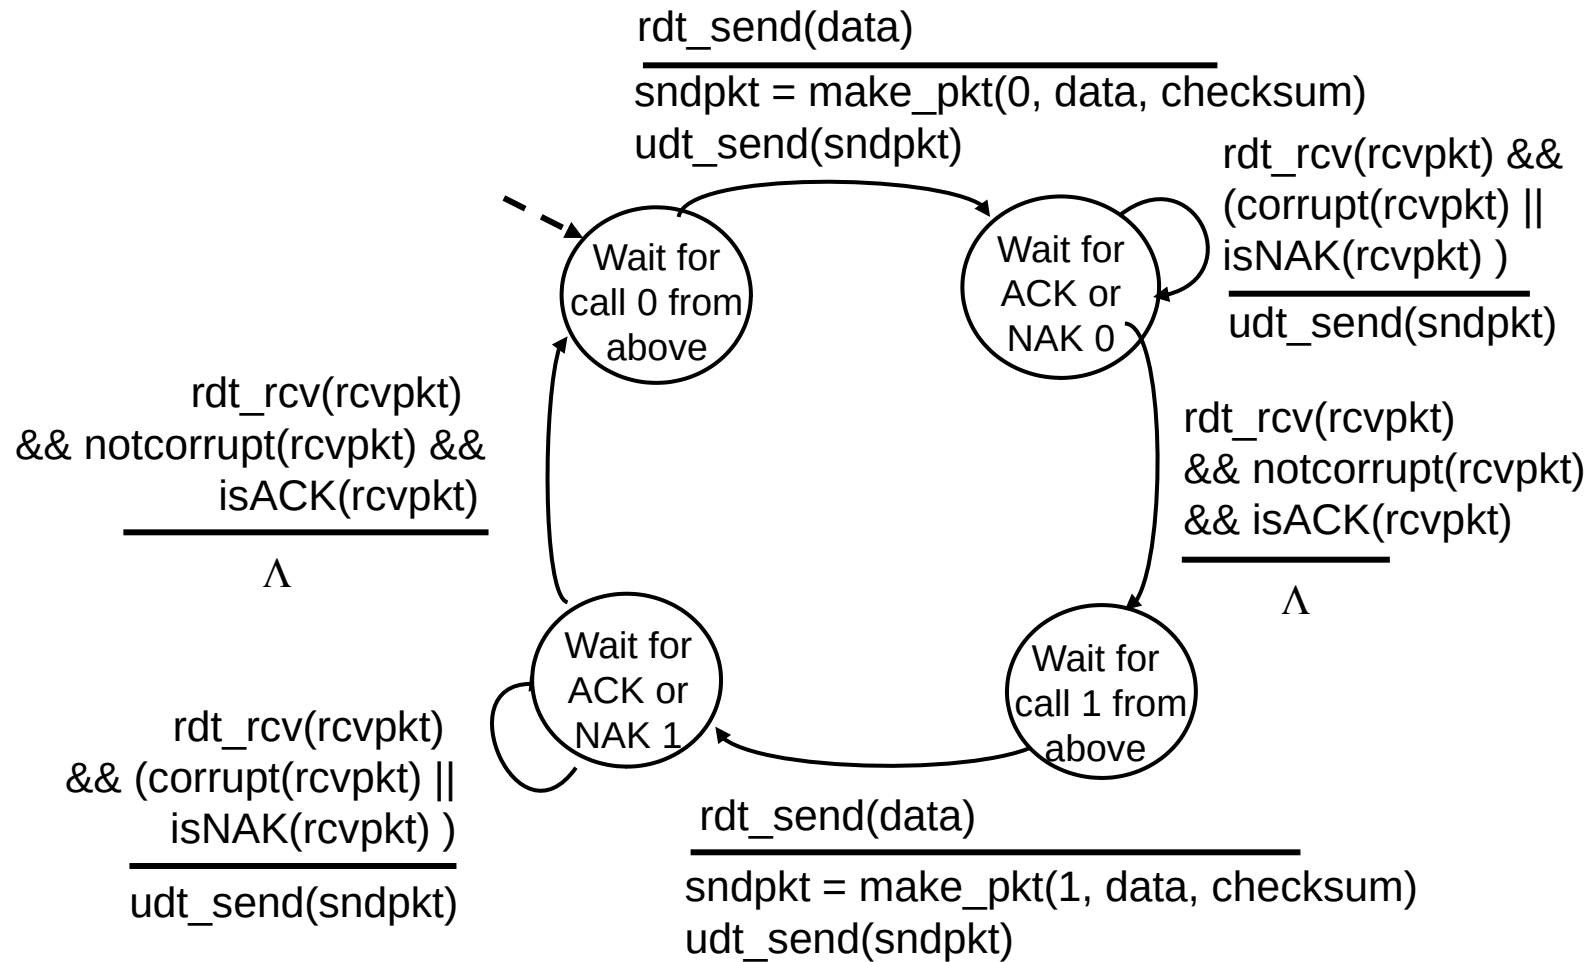 rdt_send(data)
sndpkt = make_pkt(0, data, checksum)
udt_send(sndpkt)
rdt_rcv(rcvpkt) &&
(corrupt(rcvpkt) ||
isNAK(rcvpkt) )
udt_send(sndpkt)
Wait for
call 0 from
above
Wait for
ACK or
NAK 0
rdt_rcv(rcvpkt)
&& notcorrupt(rcvpkt) &&
isACK(rcvpkt)
Λ
rdt_rcv(rcvpkt)
&& notcorrupt(rcvpkt)
&& isACK(rcvpkt)
Λ
Wait for
ACK or
NAK 1
Wait for
call 1 from
above
rdt_rcv(rcvpkt)
&& (corrupt(rcvpkt) ||
isNAK(rcvpkt) )
udt_send(sndpkt)
rdt_send(data)
sndpkt = make_pkt(1, data, checksum)
udt_send(sndpkt)